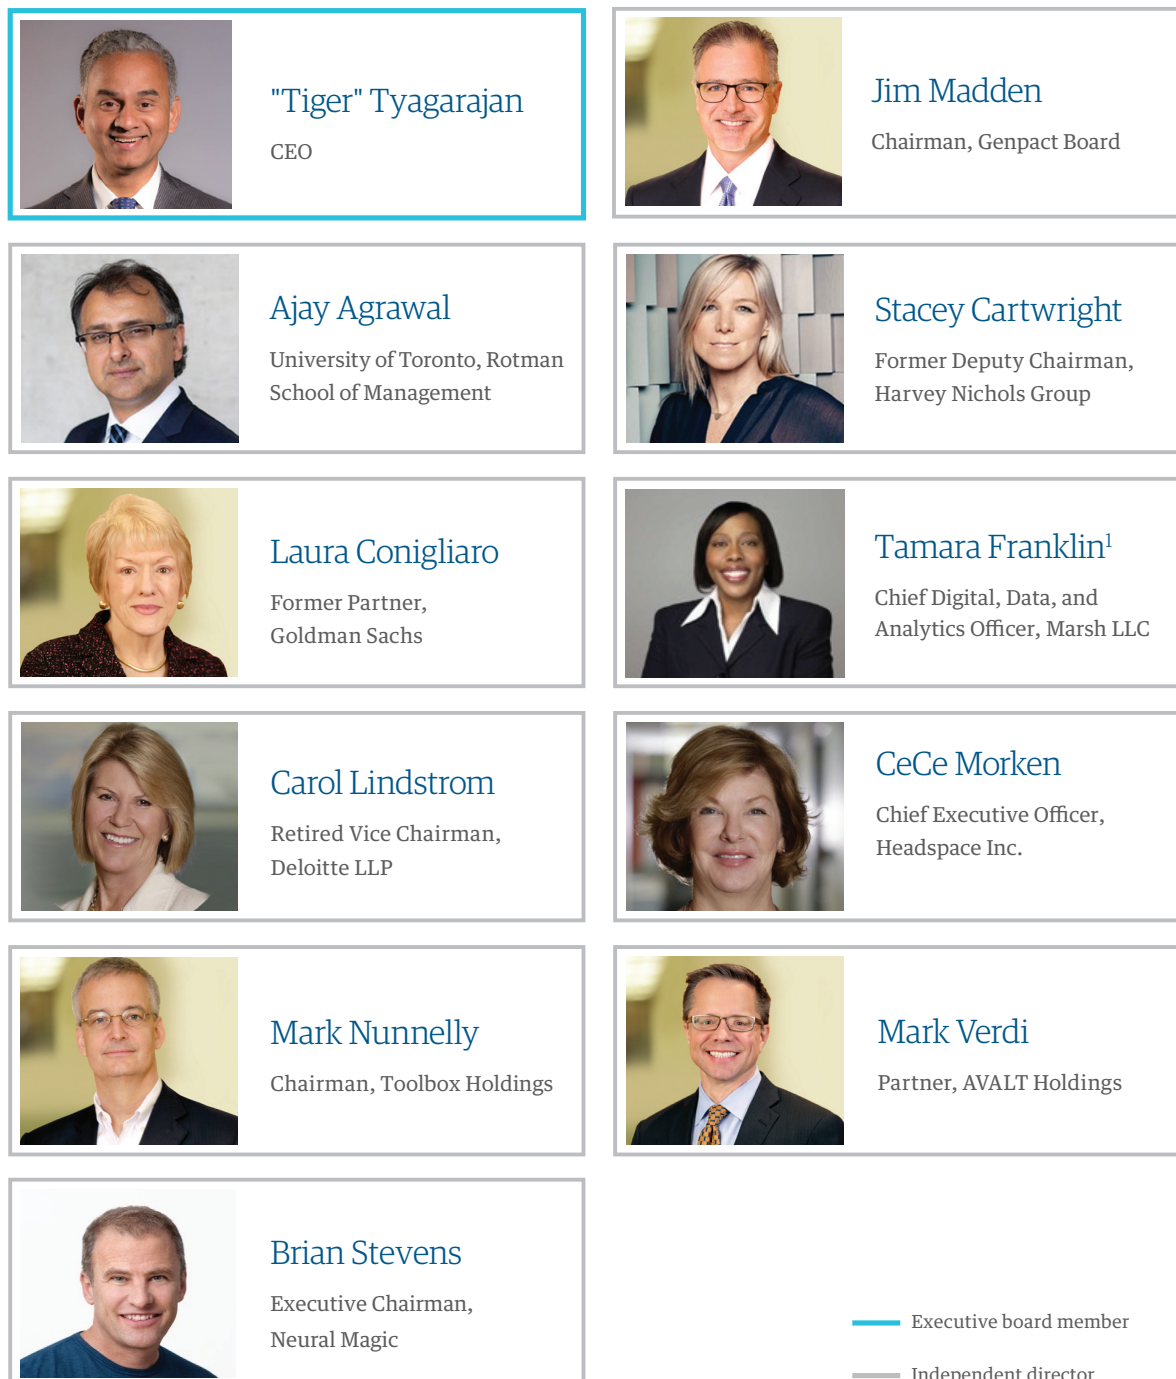 "Tiger" Tyagarajan
CEO
Jim Madden
Chairman, Genpact Board
Ajay Agrawal
University of Toronto, Rotman
School of Management
Stacey Cartwright
Former Deputy Chairman,
Harvey Nichols Group
Laura Conigliaro
Former Partner,
Goldman Sachs
Tamara Franklin¹
Chief Digital, Data, and
Analytics Officer, Marsh LLC
Carol Lindstrom
Retired Vice Chairman,
Deloitte LLP
CeCe Morken
Chief Executive Officer,
Headspace Inc.
Mark Nunnelly
Chairman, Toolbox Holdings
Mark Verdi
Partner, AVALT Holdings
Brian Stevens
Executive Chairman,
Neural Magic
Executive board member
Independent director